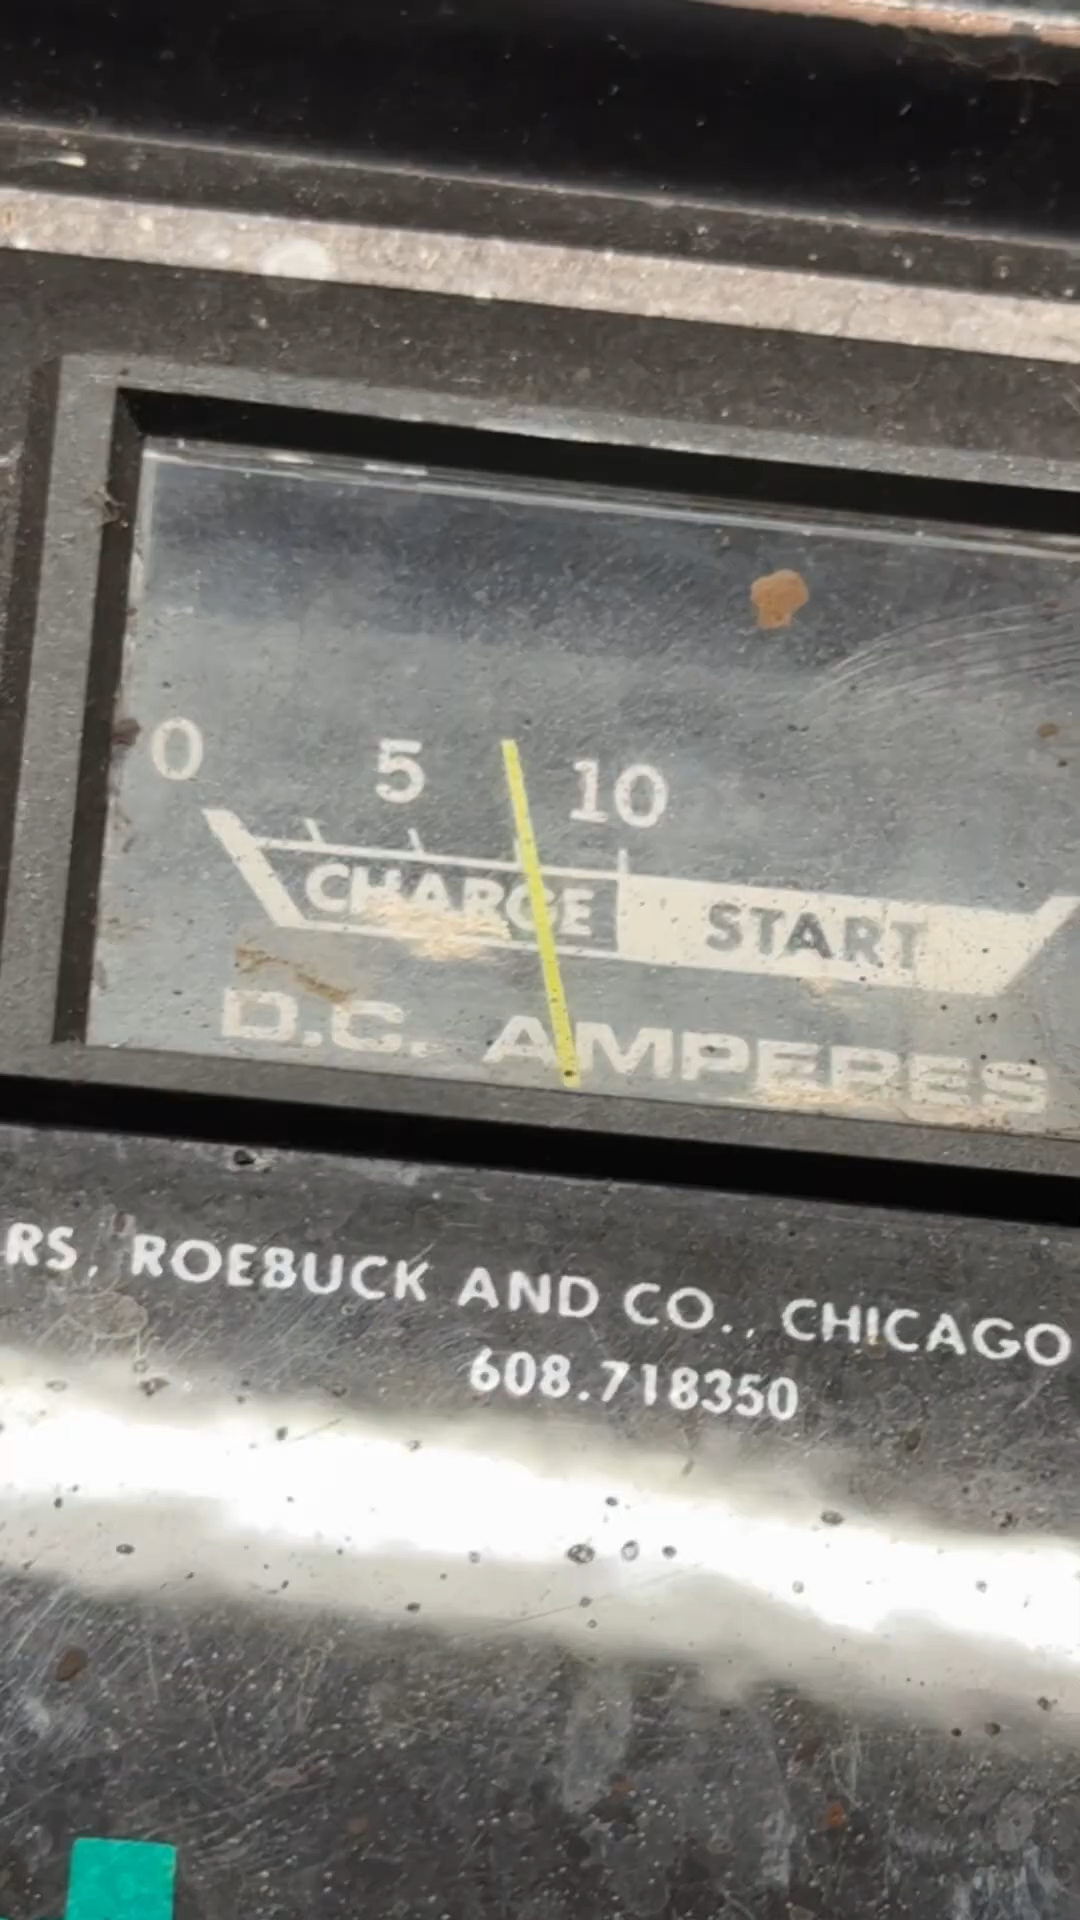 0 5 10
CHARGE START
D.C. AMPERES
RS, ROEBUCK AND CO., CHICAGO
608.718350